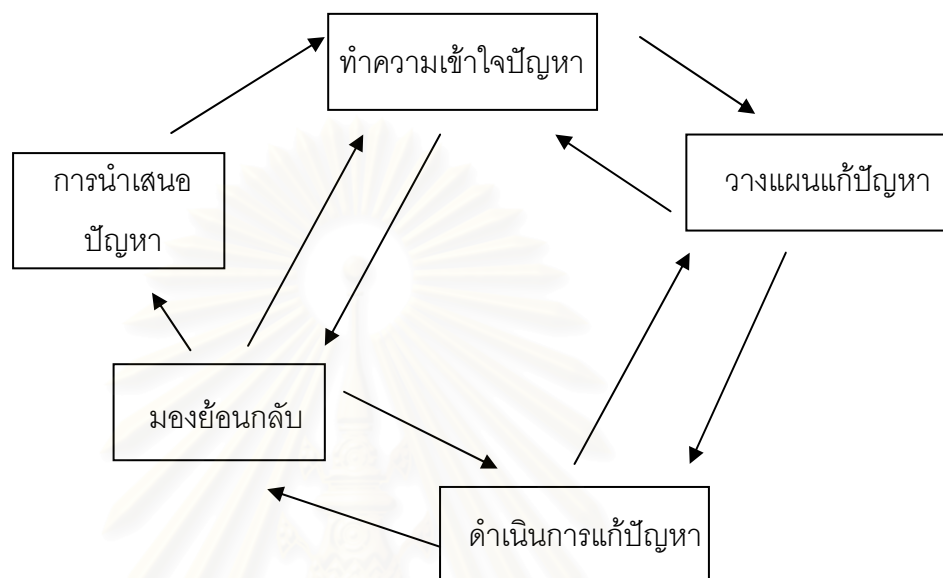 ทำความเข้าใจปัญหา
การนำเสนอ
ปัญหา
วางแผนแก้ปัญหา
มองย้อนกลับ
ดำเนินการแก้ปัญหา